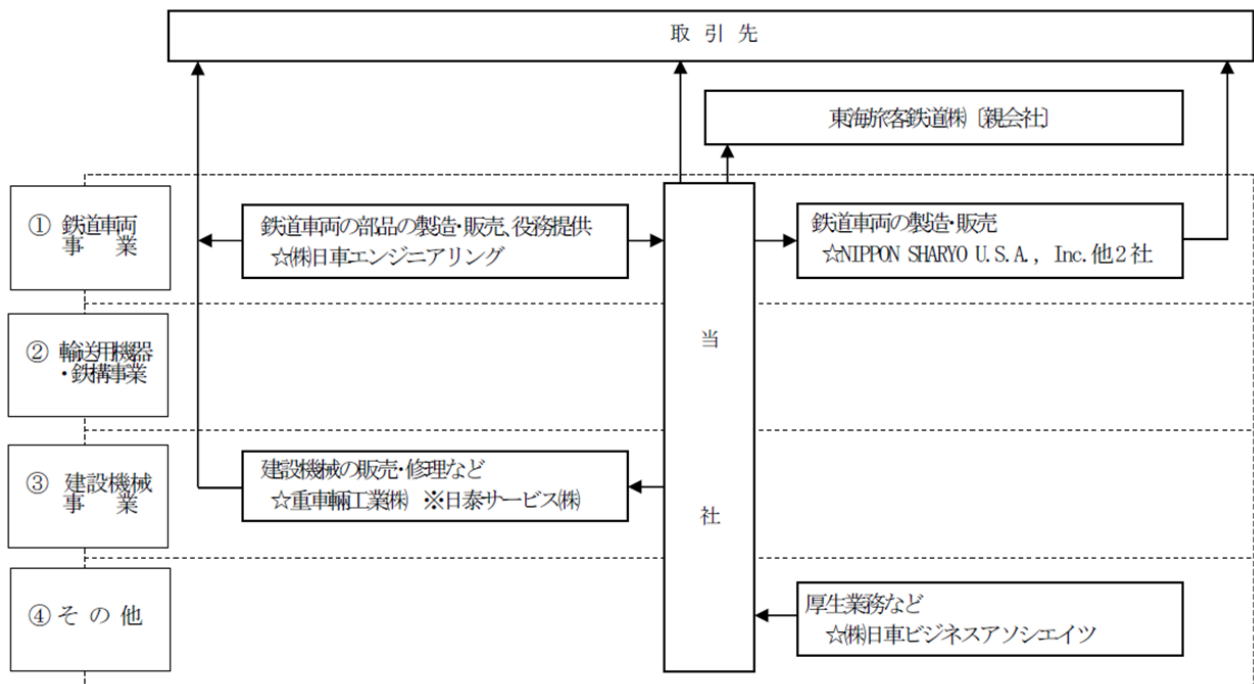 取引先
東海旅客鉄道㈱〔親会社〕
① 鉄道車両
事業
鉄道車両の部品の製造・販売、役務提供
☆㈱日車エンジニアリング
鉄道車両の製造・販売
☆NIPPON SHARYO U.S.A., Inc.他2社
② 輸送用機器
・鉄構事業
当
社
③ 建設機械
事業
建設機械の販売・修理など
☆重車輛工業㈱ ※日泰サービス㈱
④その他
厚生業務など
☆㈱日車ビジネスアソシエイツ